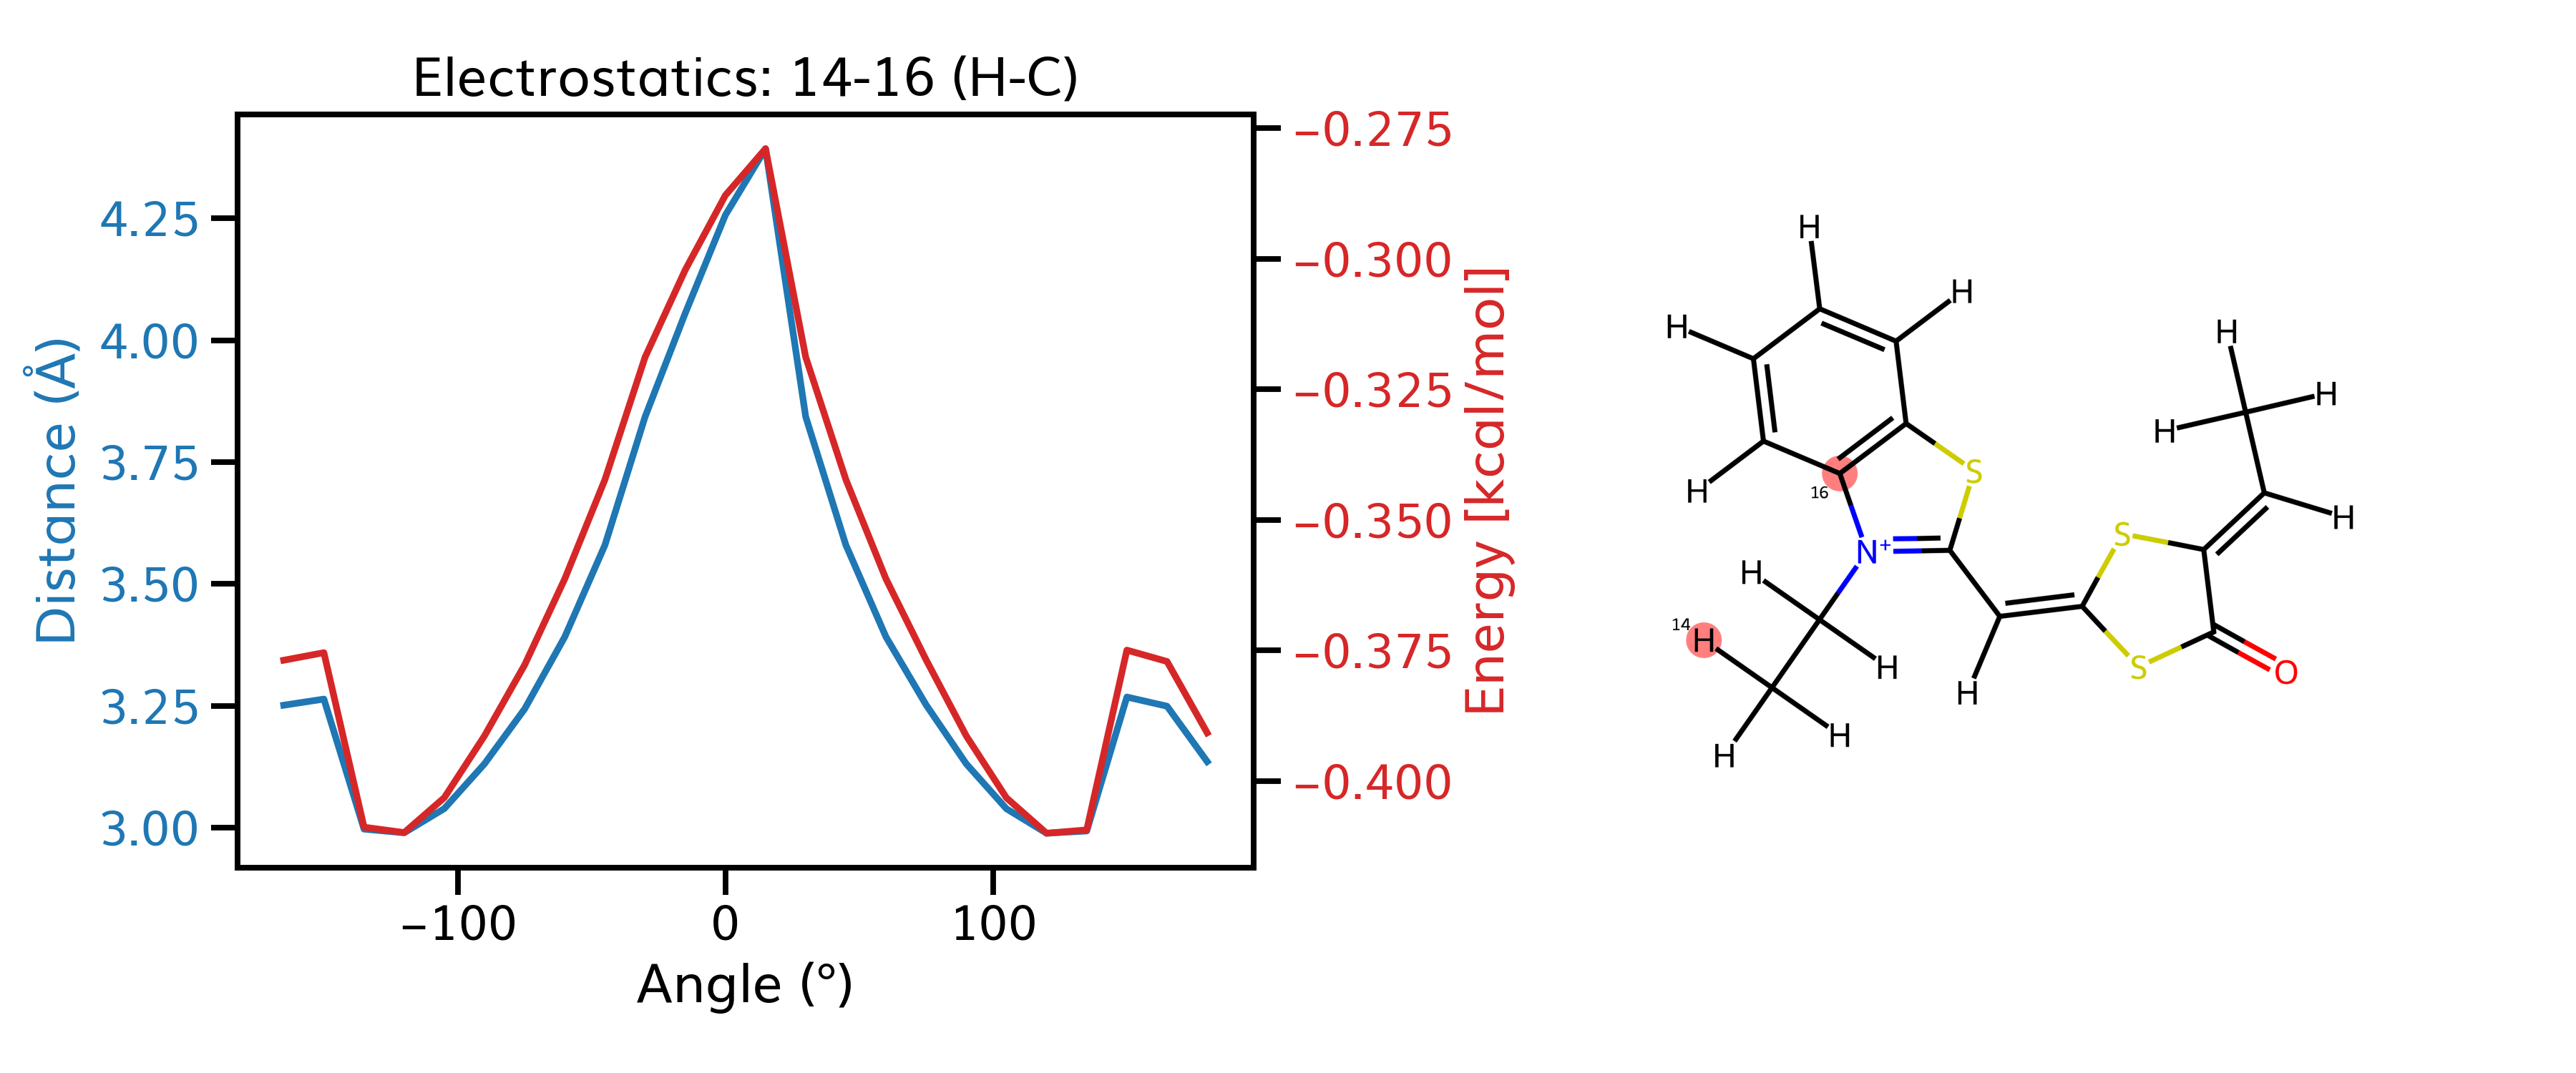 Electrostatics: 14-16 (H-C)
Distance (Å)
4.25
4.00
3.75
3.50
3.25
3.00
−100
0
100
Angle (°)
−0.275
−0.300
−0.325
−0.350
−0.375
−0.400
Energy [kcal/mol]
H
H
H
H
H
H
H
S
16
H
H
S
N+
H
14
H
H
S
O
H
H
H